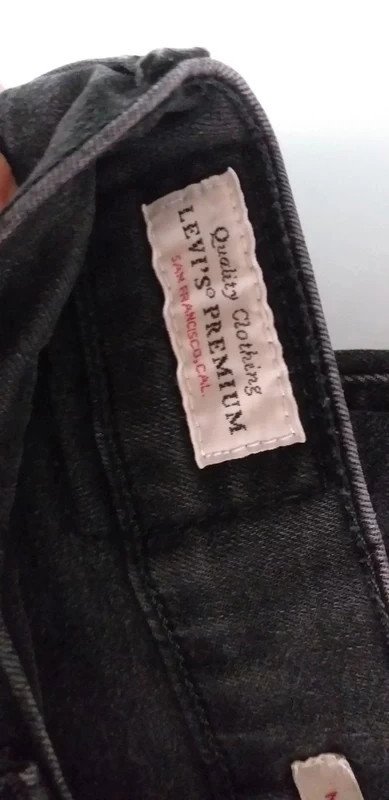 Quality Clothing
LEVI'S® PREMIUM
SAN FRANCISCO, CAL.